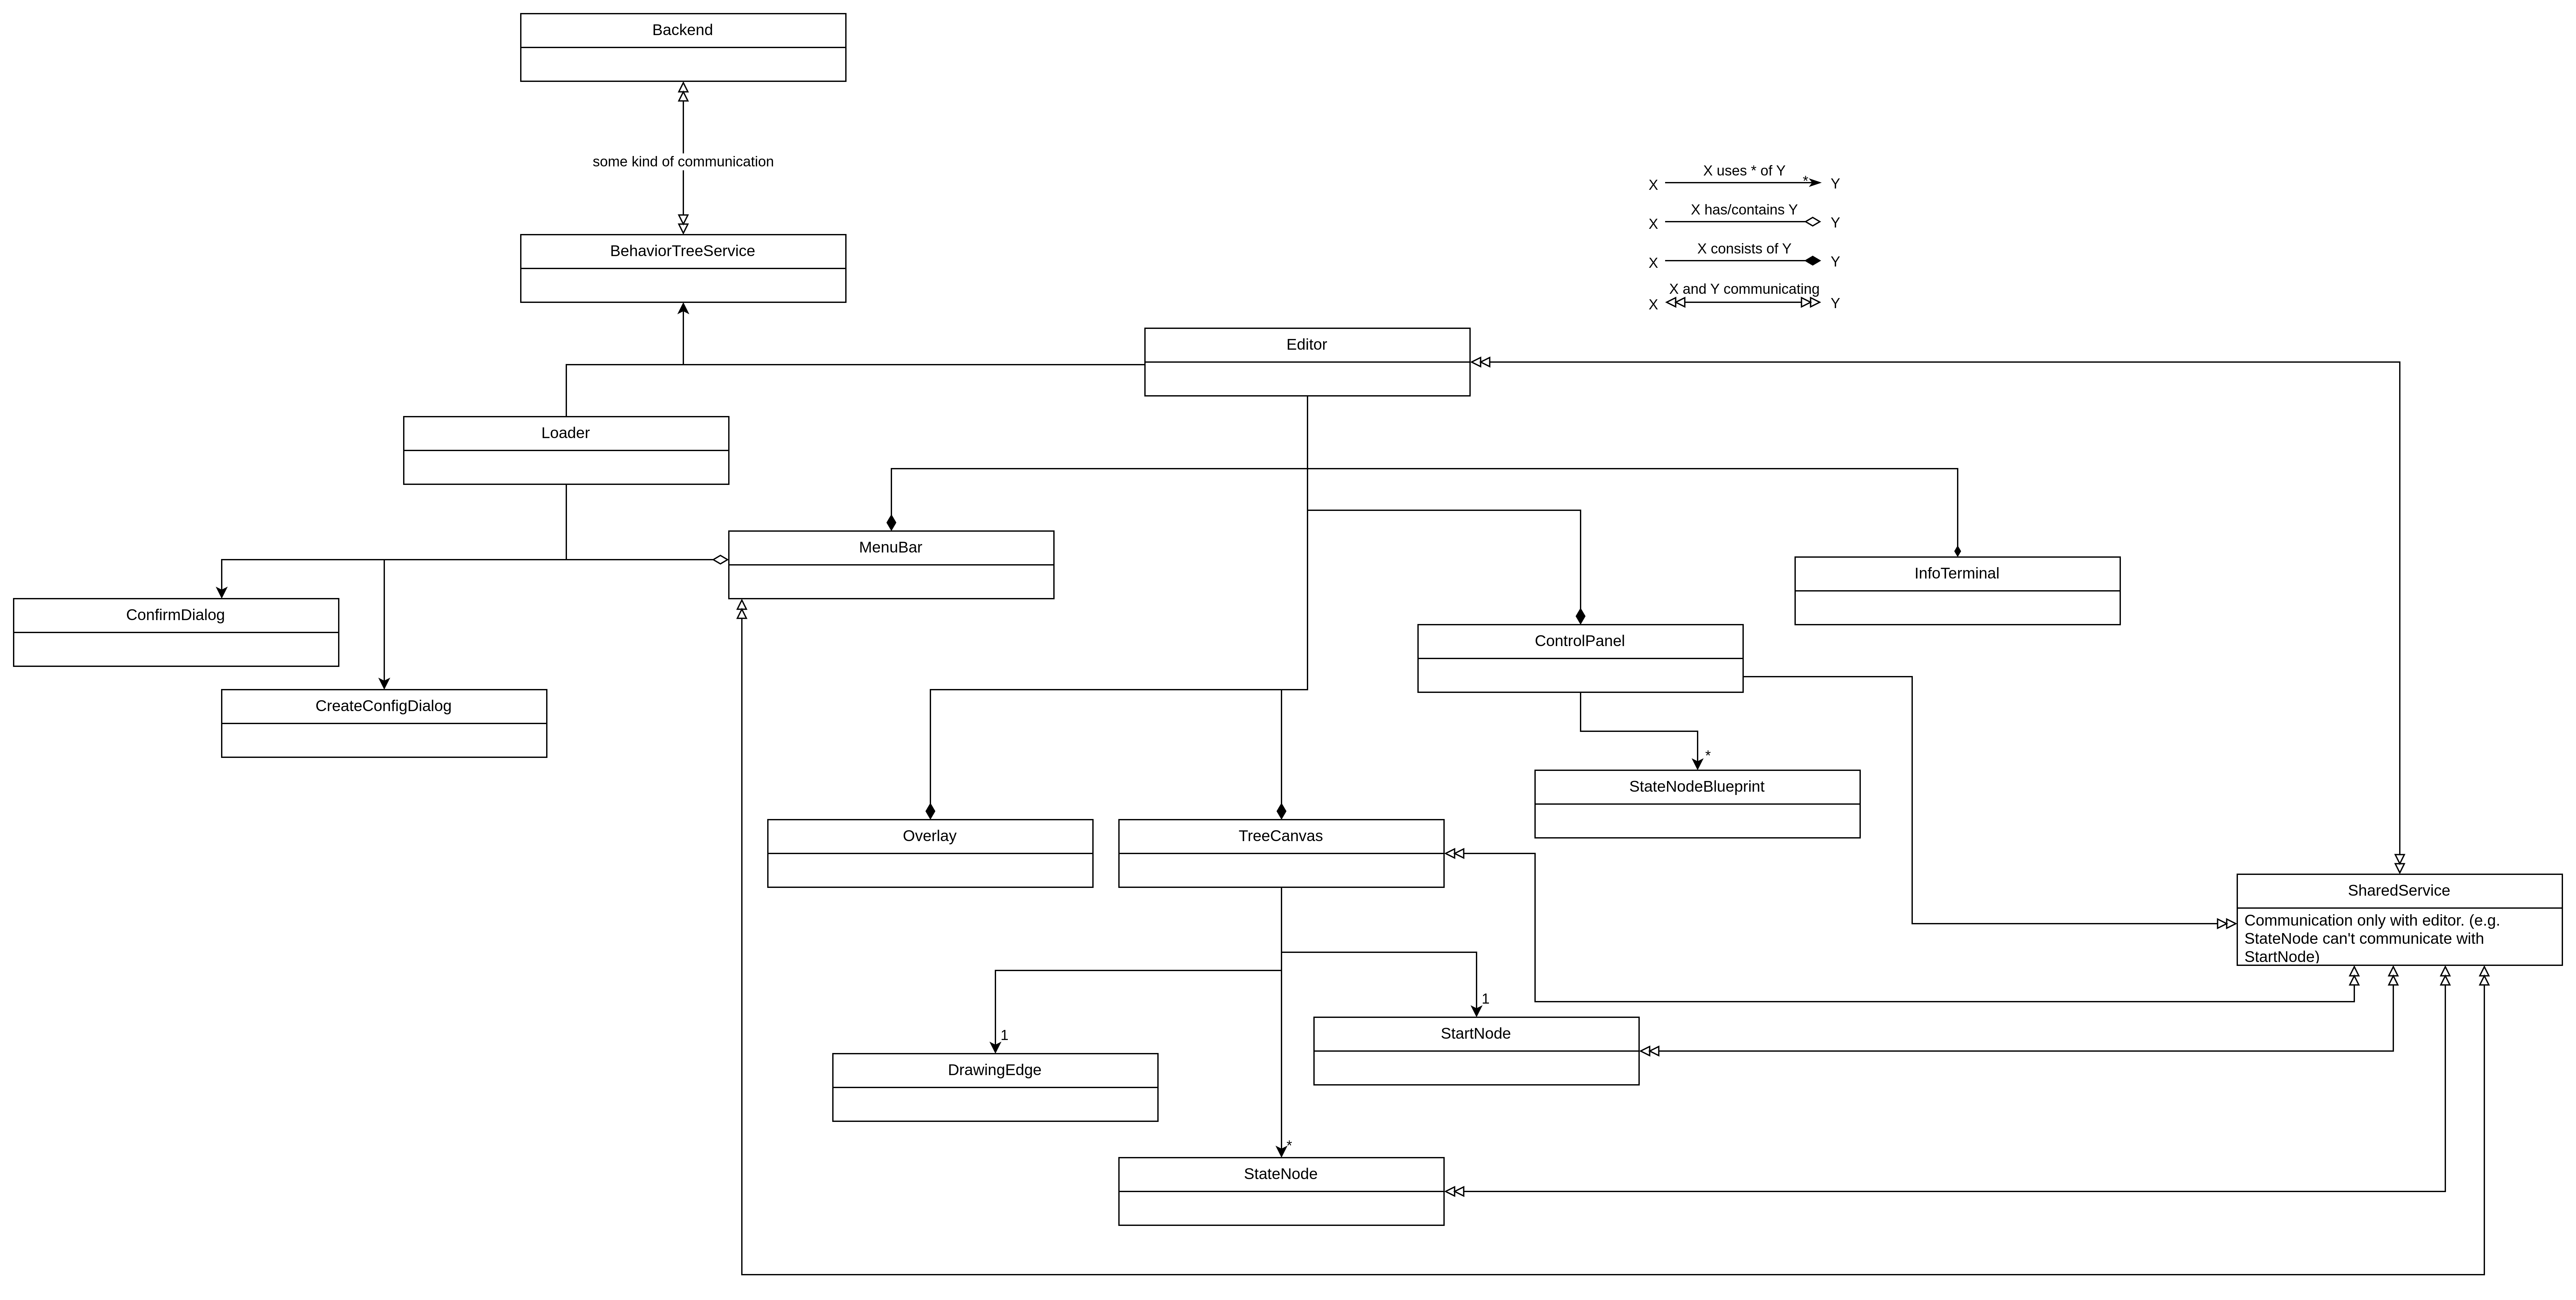 Backend
some kind of communication
X uses * of Y
X
*
Y
X has/contains Y
X
Y
X consists of Y
X
Y
X and Y communicating
X
Y
BehaviorTreeService
Editor
Loader
MenuBar
InfoTerminal
ConfirmDialog
ControlPanel
CreateConfigDialog
*
StateNodeBlueprint
Overlay
TreeCanvas
SharedService
Communication only with editor. (e.g.
StateNode can't communicate with
StartNode)
1
StartNode
1
DrawingEdge
*
StateNode